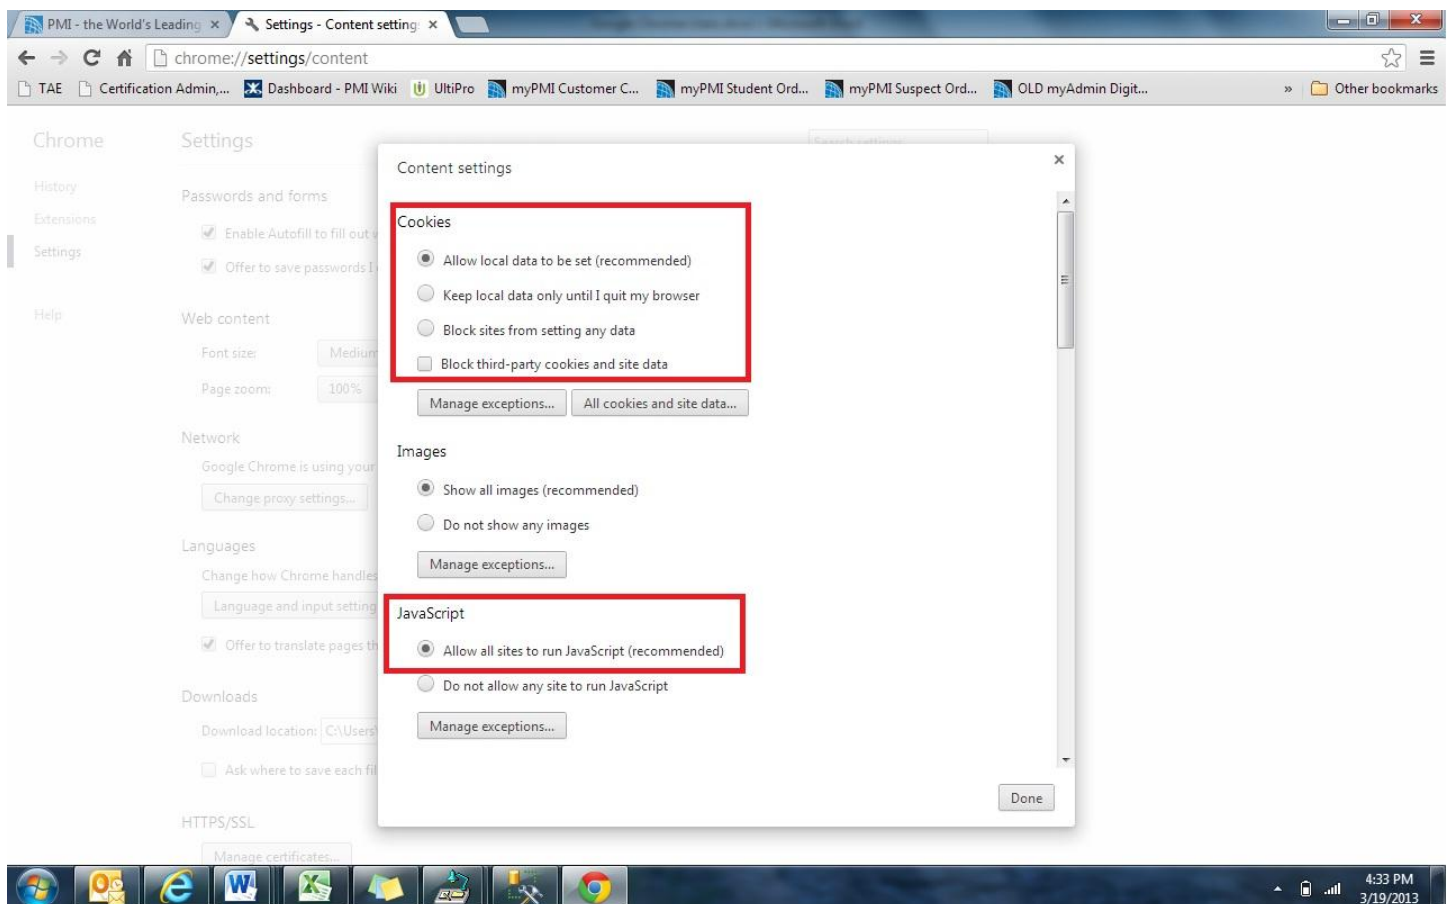 PMI - the World's Leading
Settings - Content setting
chrome://settings/content
TAE
Certification Admin,...
Dashboard - PMI Wiki
UltiPro
myPMI Customer C...
myPMI Student Ord...
myPMI Suspect Ord...
OLD myAdmin Digit...
»
Other bookmarks
Chrome
Settings
History
Extensions
Settings
Help
Passwords and forms
Enable Autofill to fill out
Offer to save passwords I
Web content
Font size: Medium
Page zoom: 100%
Network
Google Chrome is using your
Change proxy settings...
Languages
Change how Chrome handles
Language and input setting
Offer to translate pages
Downloads
Download location: C:\Users
Ask where to save each
HTTPS/SSL
Manage certificates...
Content settings
Cookies
Allow local data to be set (recommended)
Keep local data only until I quit my browser
Block sites from setting any data
Block third-party cookies and site data
Manage exceptions... All cookies and site data...
Images
Show all images (recommended)
Do not show any images
Manage exceptions...
JavaScript
Allow all sites to run JavaScript (recommended)
Do not allow any site to run JavaScript
Manage exceptions...
Done
4:33 PM
3/19/2013